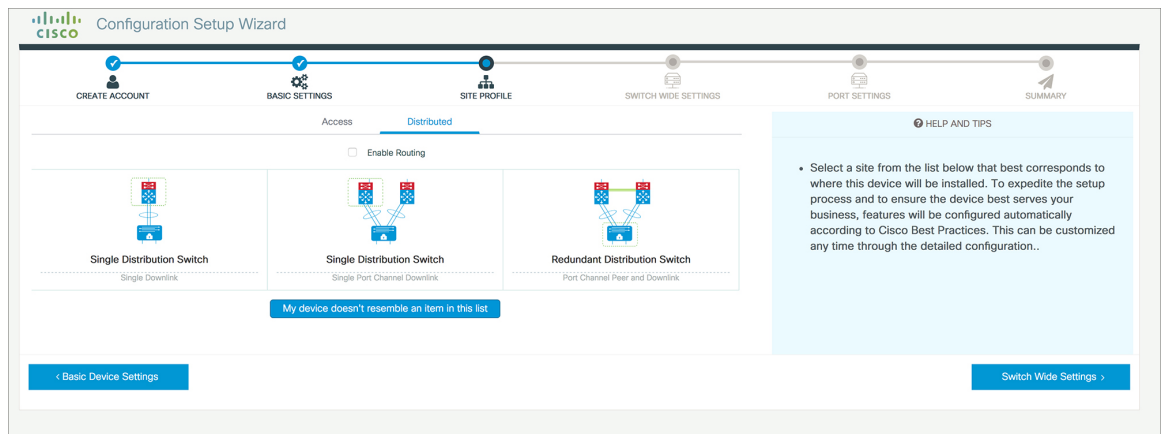 CISCO
Configuration Setup Wizard
CREATE ACCOUNT
BASIC SETTINGS
SITE PROFILE
SWITCH WIDE SETTINGS
PORT SETTINGS
SUMMARY
Access
Distributed
Enable Routing
Single Distribution Switch
Single Downlink
Single Distribution Switch
Single Port Channel Downlink
Redundant Distribution Switch
Port Channel Peer and Downlink
My device doesn't resemble an item in this list
? HELP AND TIPS
• Select a site from the list below that best corresponds to
where this device will be installed. To expedite the setup
process and to ensure the device best serves your
business, features will be configured automatically
according to Cisco Best Practices. This can be customized
any time through the detailed configuration..
< Basic Device Settings
Switch Wide Settings >